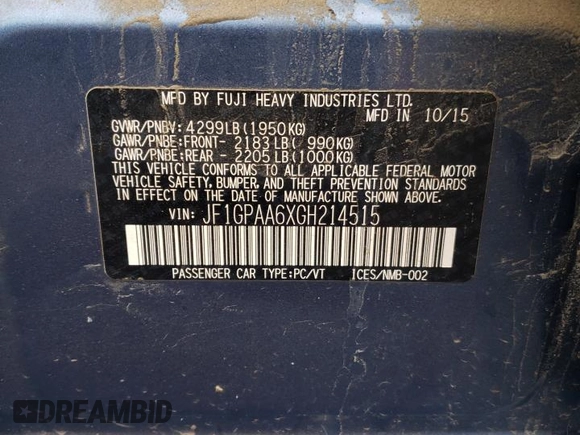 MFD BY FUJI HEAVY INDUSTRIES LTD.
MFD IN 10/15
GVWR/PNBV: 4299LB(1950KG)
GAWR/PNBE:FRONT- 2183LB( 990KG)
GAWR/PNBE:REAR - 2205LB(1000KG)
THIS VEHICLE CONFORMS TO ALL APPLICABLE FEDERAL MOTOR
VEHICLE SAFETY, BUMPER, AND THEFT PREVENTION STANDARDS
IN EFFECT ON THE DATE OF MANUFACTURE SHOWN ABOVE.
VIN: JF1GPAA6XGH214515
PASSENGER CAR TYPE:PC/VT ICES/NMB-002
DREAMBID